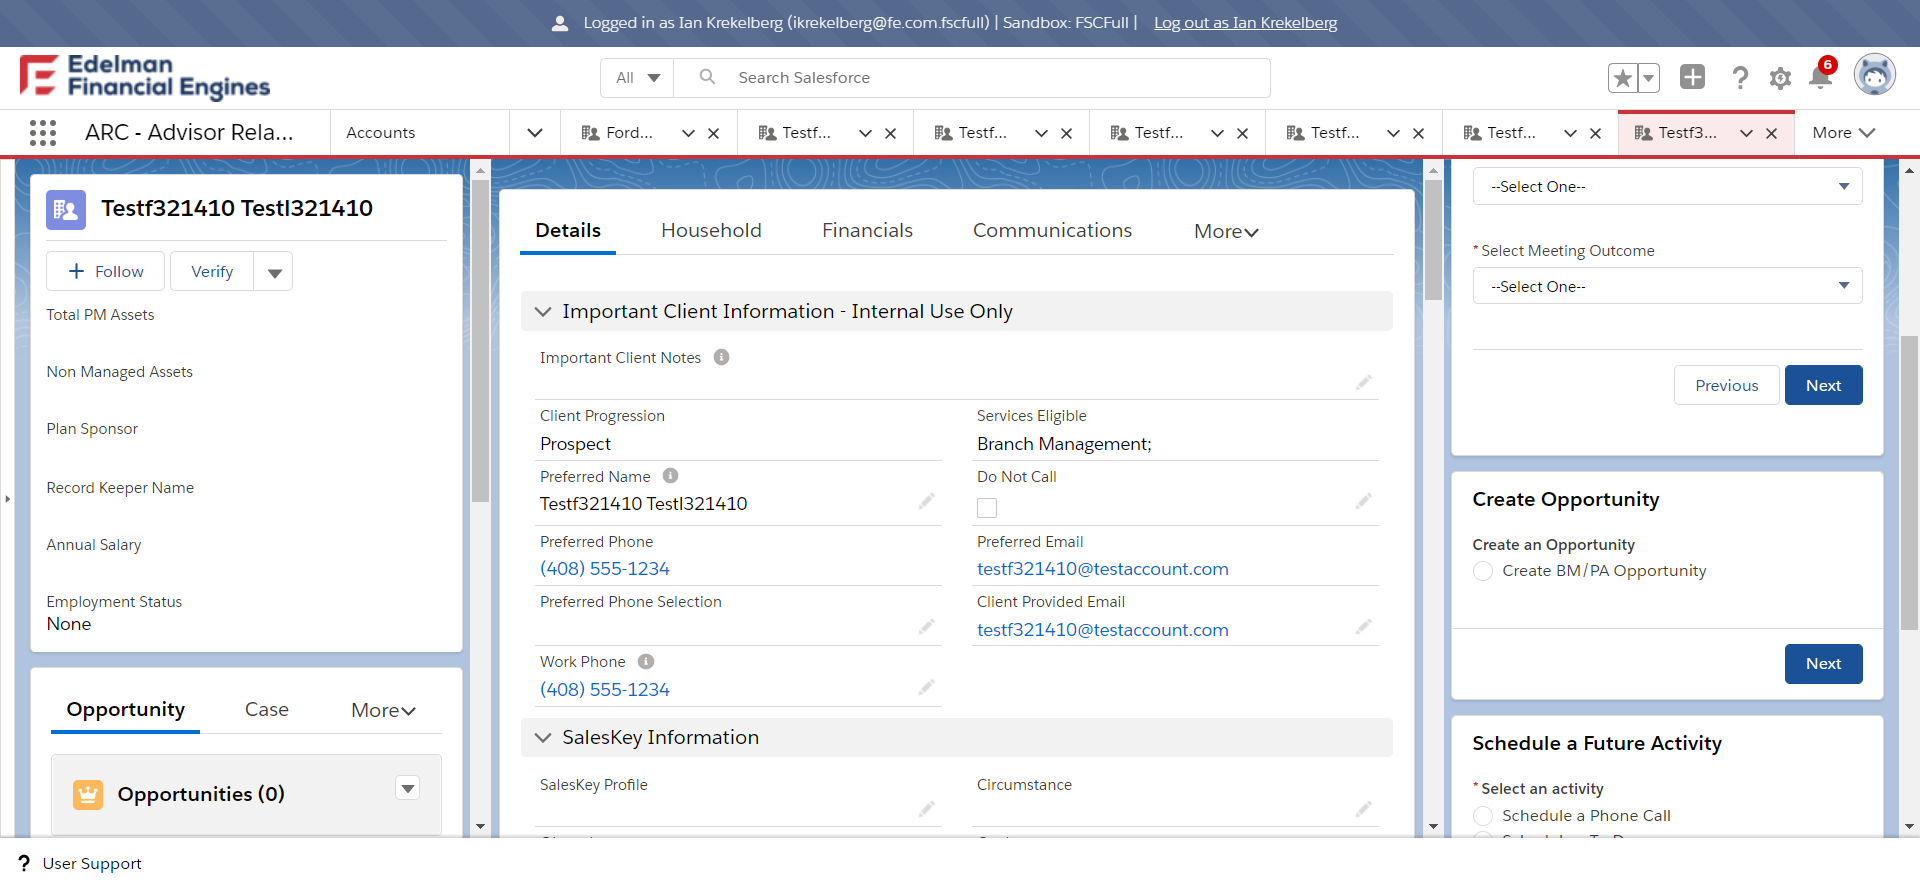 Logged in as Ian Krekelberg (ikrekelberg@fe.com.fscfull) | Sandbox: FSCFull | Log out as Ian Krekelberg
Edelman
Financial Engines
All
Search Salesforce
6
ARC - Advisor Rela...
Accounts
Ford...
Testf...
Testf...
Testf...
Testf...
Testf...
Testf3...
More
Testf321410 Testl321410
Follow
Verify
Total PM Assets
Non Managed Assets
Plan Sponsor
Record Keeper Name
Annual Salary
Employment Status
None
Opportunity
Case
More
Opportunities (0)
Details
Household
Financials
Communications
More
Important Client Information - Internal Use Only
Important Client Notes
Client Progression
Prospect
Services Eligible
Branch Management;
Preferred Name
Testf321410 Testl321410
Do Not Call
Preferred Phone
(408) 555-1234
Preferred Email
testf321410@testaccount.com
Preferred Phone Selection
Client Provided Email
testf321410@testaccount.com
Work Phone
(408) 555-1234
SalesKey Information
SalesKey Profile
Circumstance
--Select One--
*Select Meeting Outcome
--Select One--
Previous
Next
Create Opportunity
Create an Opportunity
Create BM/PA Opportunity
Next
Schedule a Future Activity
*Select an activity
Schedule a Phone Call
? User Support